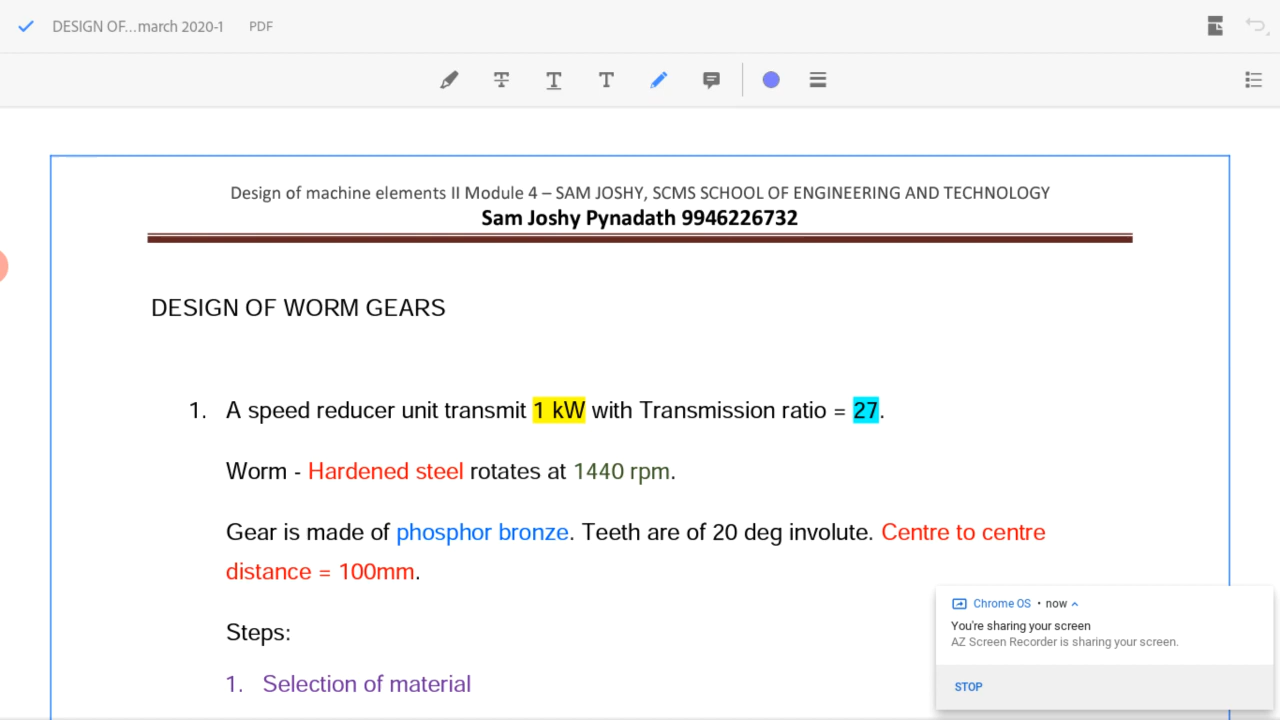 DESIGN OF...march 2020-1 PDF
Design of machine elements II Module 4 – SAM JOSHY, SCMS SCHOOL OF ENGINEERING AND TECHNOLOGY
Sam Joshy Pynadath 9946226732
DESIGN OF WORM GEARS
1. A speed reducer unit transmit 1 kW with Transmission ratio = 27.
Worm - Hardened steel rotates at 1440 rpm.
Gear is made of phosphor bronze. Teeth are of 20 deg involute. Centre to centre
distance = 100mm.
Steps:
1. Selection of material
Chrome OS • now
You're sharing your screen
AZ Screen Recorder is sharing your screen.
STOP